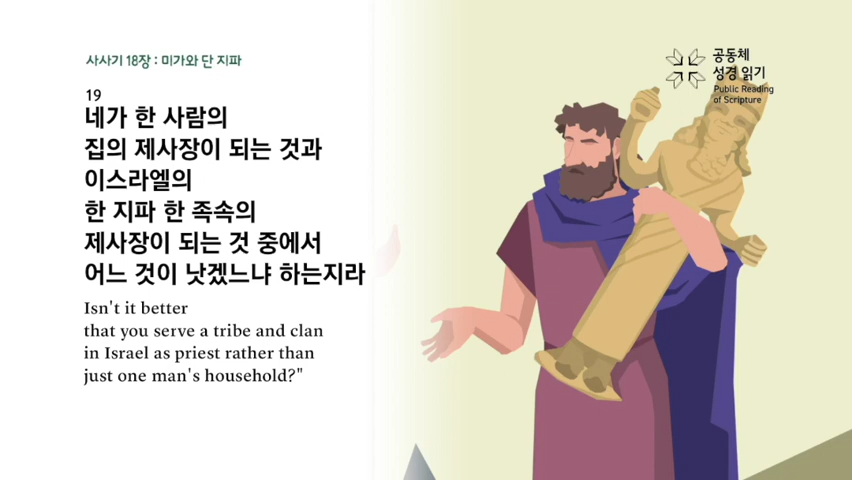 사사기 18장 : 미가와 단 지파
19
네가 한 사람의
집의 제사장이 되는 것과
이스라엘의
한 지파 한 족속의
제사장이 되는 것 중에서
어느 것이 낫겠느냐 하는지라
Isn't it better
that you serve a tribe and clan
in Israel as priest rather than
just one man's household?"
공동체
성경 읽기
Public Reading
of Scripture